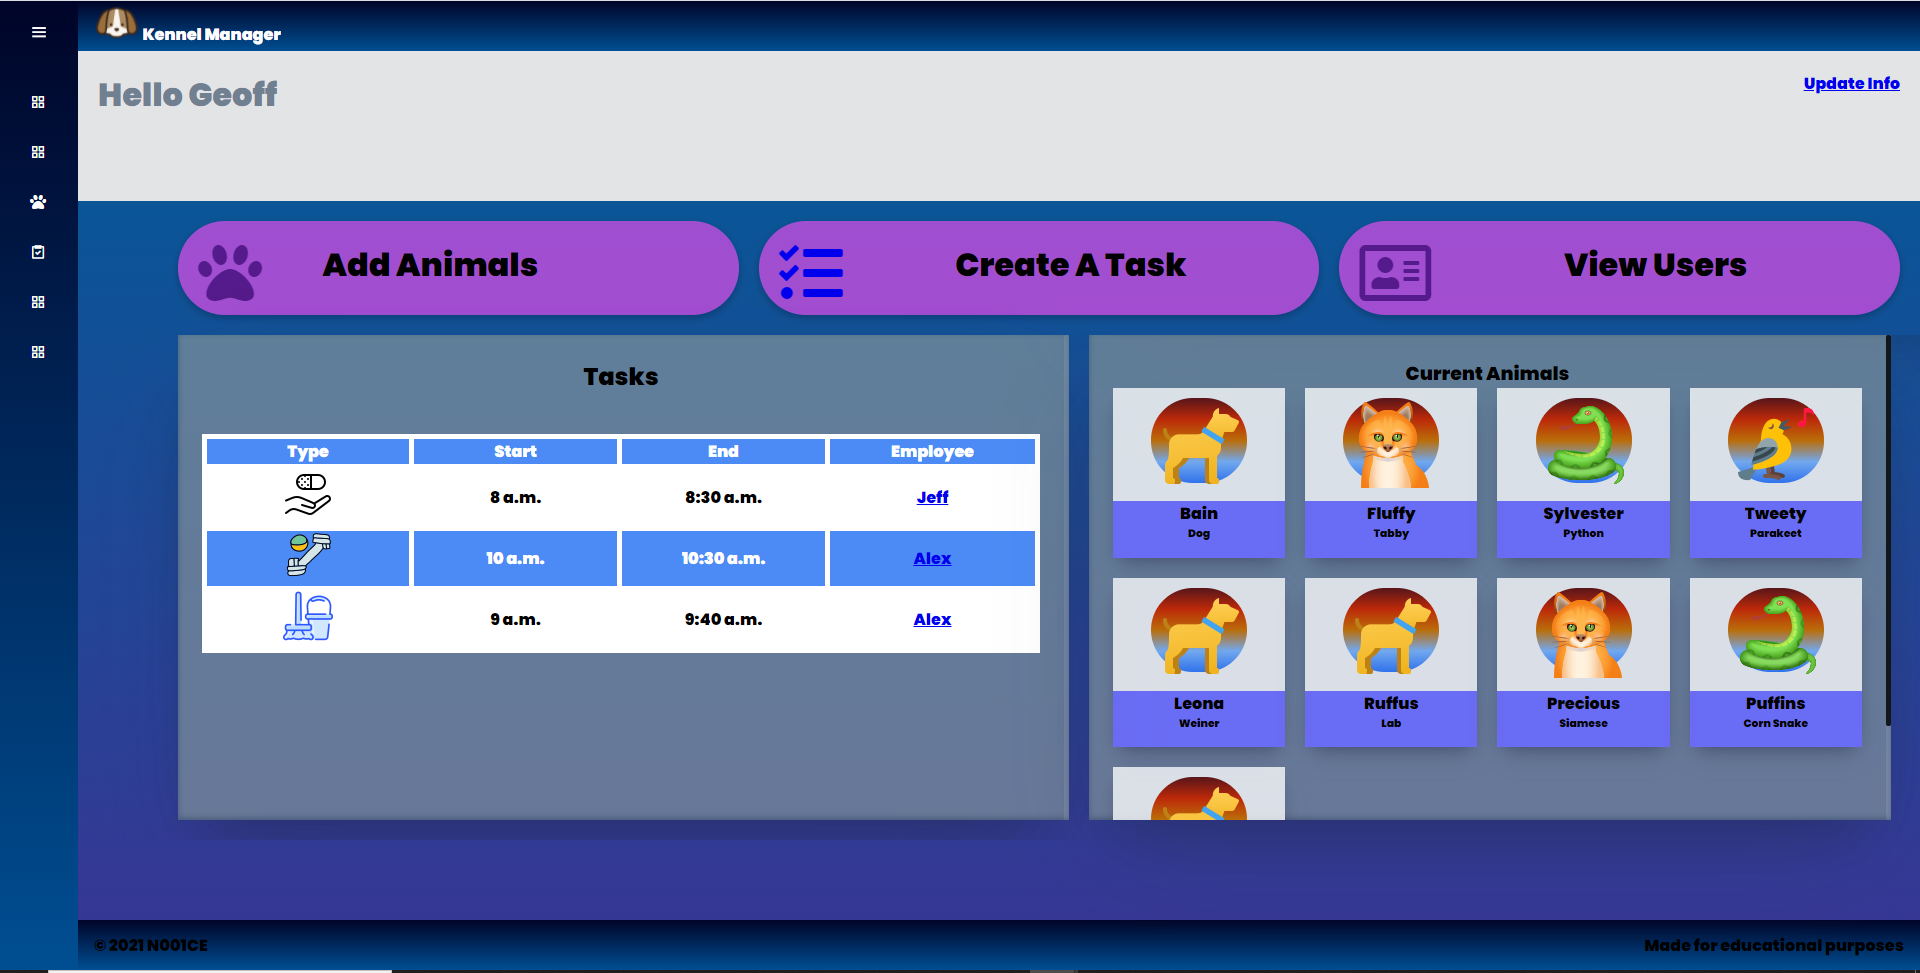 Kennel Manager
Hello Geoff
Update Info
Add Animals
Create A Task
View Users
Tasks
Type Start End Employee
8 a.m. 8:30 a.m. Jeff
10 a.m. 10:30 a.m. Alex
9 a.m. 9:40 a.m. Alex
Current Animals
Bain
Dog
Fluffy
Tabby
Sylvester
Python
Tweety
Parakeet
Leona
Weiner
Ruffus
Lab
Precious
Siamese
Puffins
Corn Snake
© 2021 N001CE
Made for educational purposes